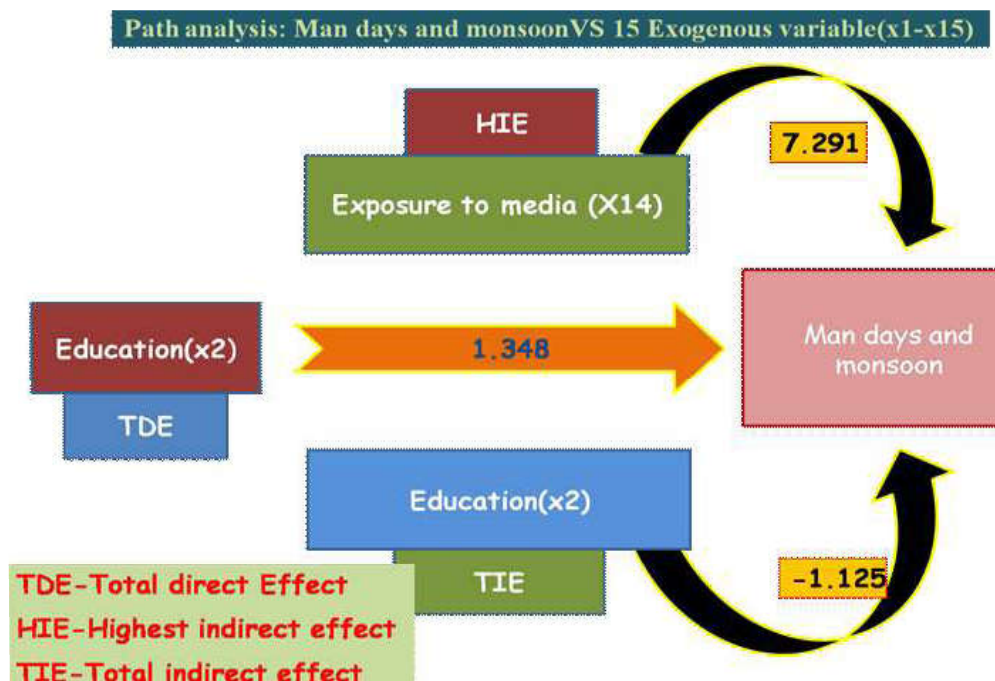 Path analysis: Man days and monsoonVS 15 Exogenous variable(x1-x15)
HIE
Exposure to media (X14)
7.291
Education(x2)
TDE
1.348
Man days and
monsoon
Education(x2)
TIE
-1.125
TDE-Total direct Effect
HIE-Highest indirect effect
TIE-Total indirect effect